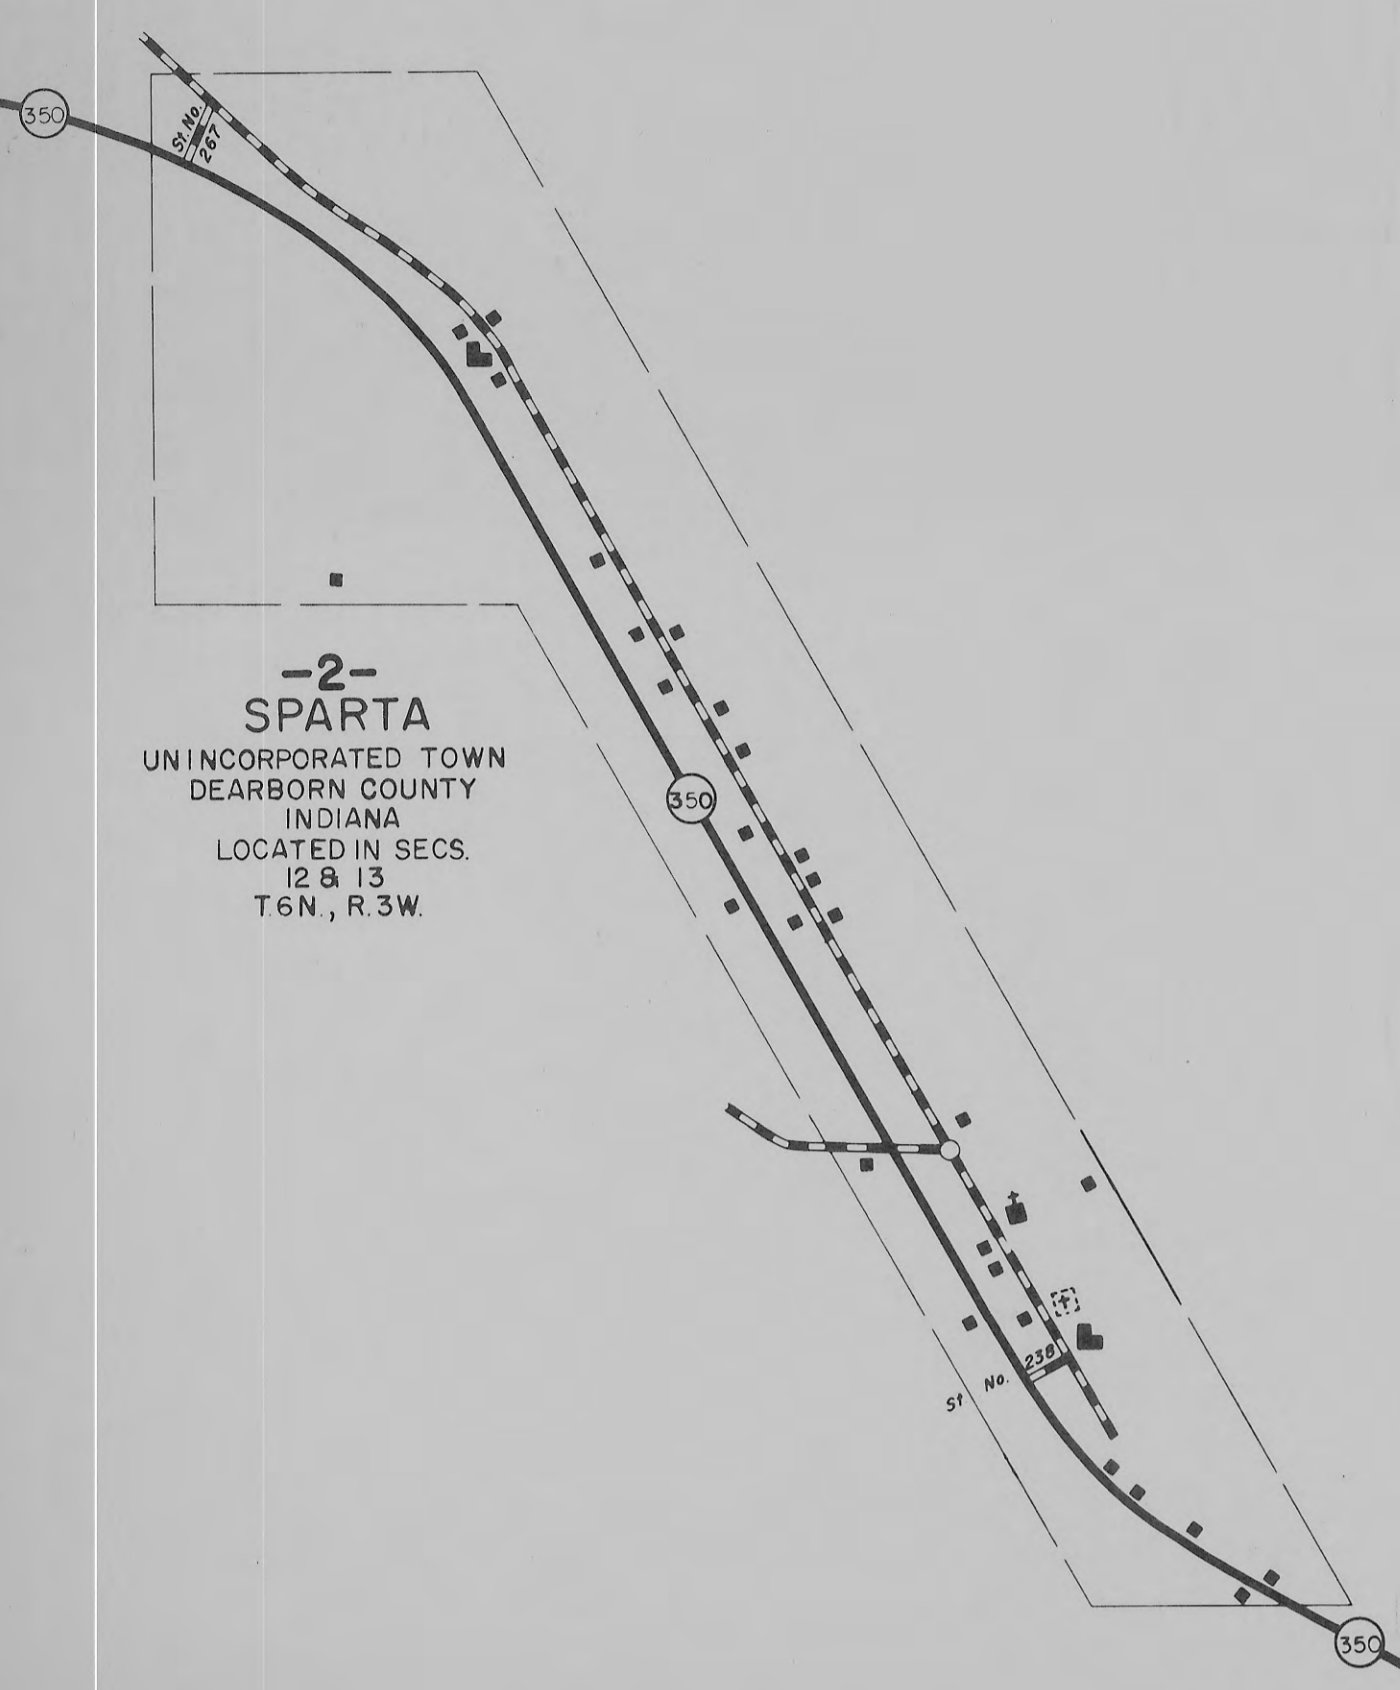 350
St. No.
267
-2-
SPARTA
UNINCORPORATED TOWN
DEARBORN COUNTY
INDIANA
LOCATED IN SECS.
12 & 13
T.6N., R.3W.
350
St No. 238
350